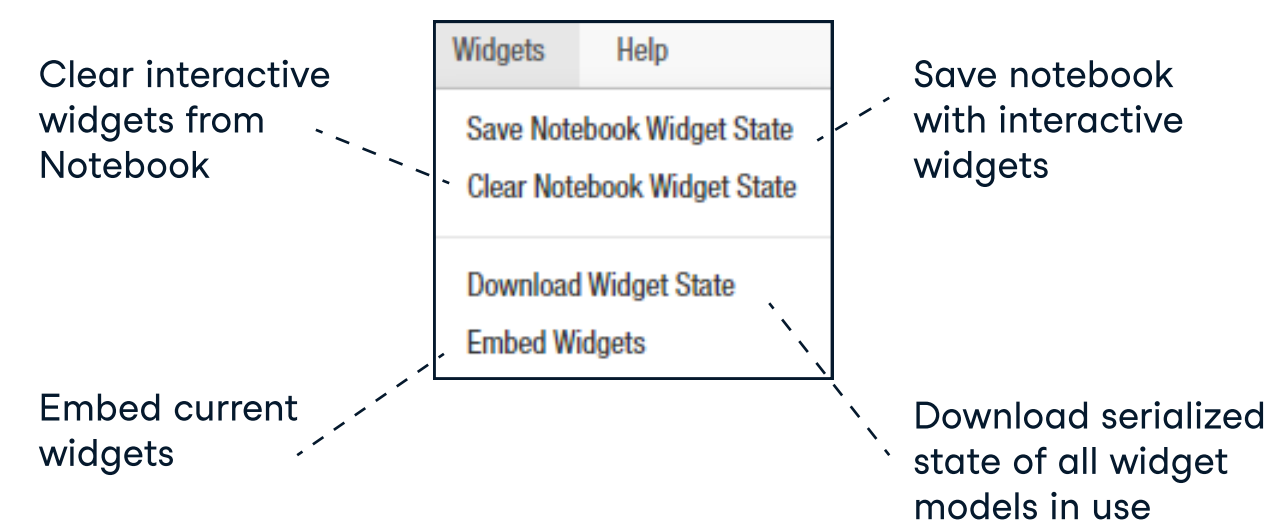 Widgets Help
Save Notebook Widget State
Clear Notebook Widget State
Download Widget State
Embed Widgets
Clear interactive
widgets from
Notebook
Save notebook
with interactive
widgets
Embed current
widgets
Download serialized
state of all widget
models in use